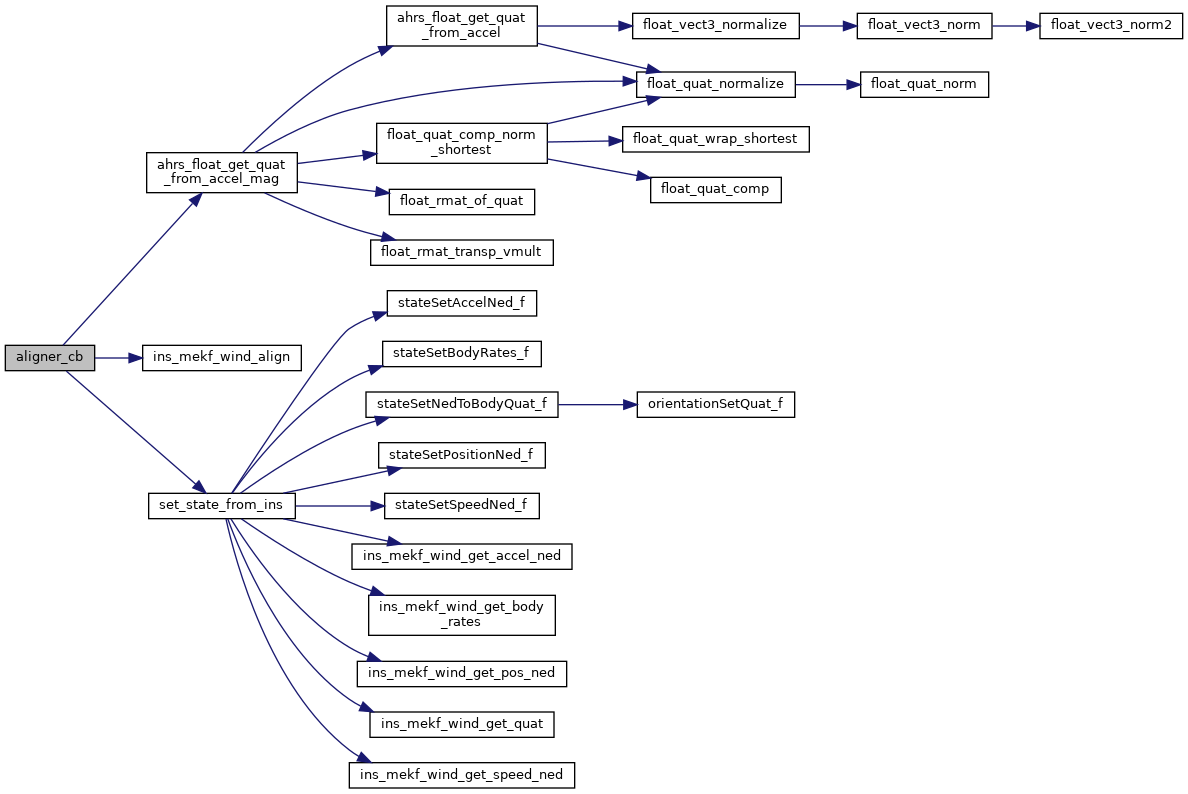 aligner_cb
ahrs_float_get_quat
_from_accel_mag
ahrs_float_get_quat
_from_accel
float_vect3_normalize
float_vect3_norm
float_vect3_norm2
float_quat_normalize
float_quat_norm
float_quat_comp_norm
_shortest
float_quat_wrap_shortest
float_quat_comp
float_rmat_of_quat
float_rmat_transp_vmult
ins_mekf_wind_align
set_state_from_ins
stateSetAccelNed_f
stateSetBodyRates_f
stateSetNedToBodyQuat_f
orientationSetQuat_f
stateSetPositionNed_f
stateSetSpeedNed_f
ins_mekf_wind_get_accel_ned
ins_mekf_wind_get_body
_rates
ins_mekf_wind_get_pos_ned
ins_mekf_wind_get_quat
ins_mekf_wind_get_speed_ned